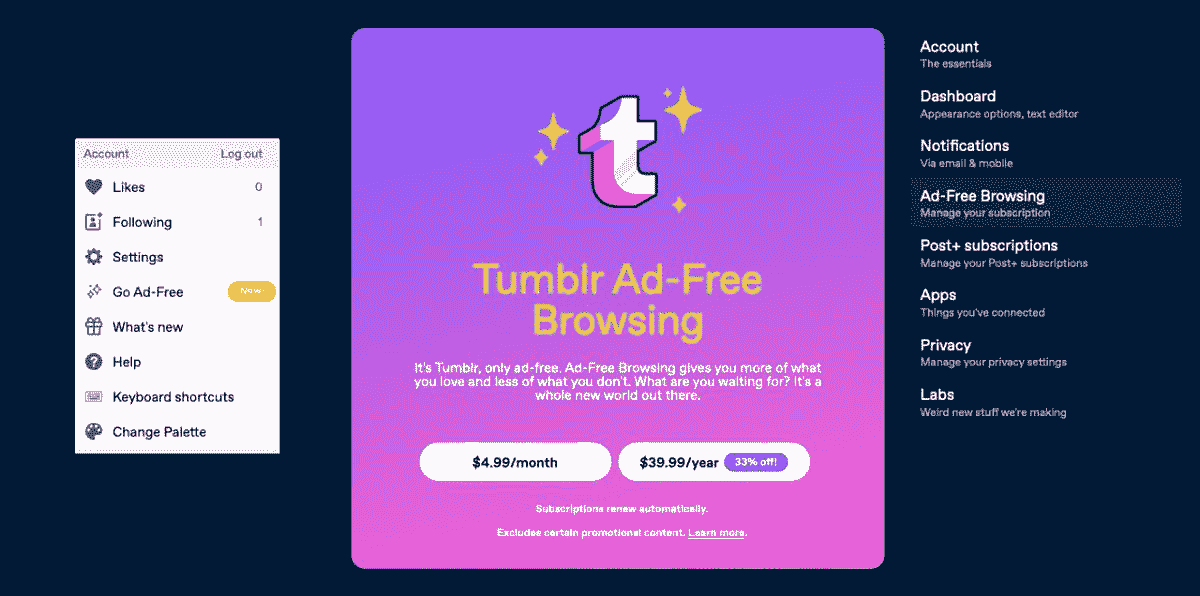 Account Log out
Likes 0
Following 1
Settings
Go Ad-Free New
What's new
Help
Keyboard shortcuts
Change Palette
t
Tumblr Ad-Free
Browsing
It's Tumblr, only ad-free. Ad-Free Browsing gives you more of what
you love and less of what you don't. What are you waiting for? It's a
whole new world out there.
$4.99/month
$39.99/year 33% off!
Subscriptions renew automatically.
Excludes certain promotional content. Learn more.
Account
The essentials
Dashboard
Appearance options, text editor
Notifications
Via email & mobile
Ad-Free Browsing
Manage your subscription
Post+ subscriptions
Manage your Post+ subscriptions
Apps
Things you've connected
Privacy
Manage your privacy settings
Labs
Weird new stuff we're making